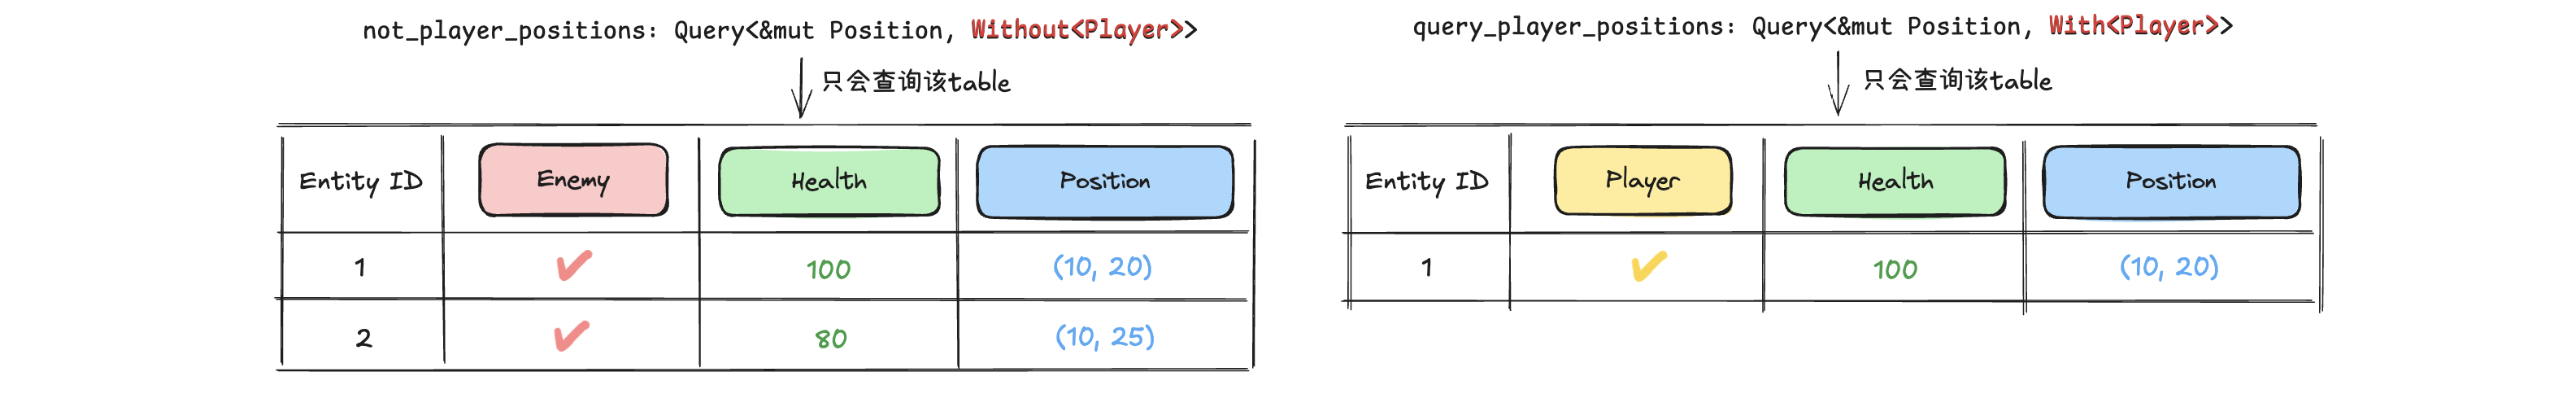 not_player_positions: Query<&mut Position, Without<Player>>
只会查询该table
Entity ID Enemy Health Position
1 ✔ 100 (10, 20)
2 ✔ 80 (10, 25)
query_player_positions: Query<&mut Position, With<Player>>
只会查询该table
Entity ID Player Health Position
1 ✔ 100 (10, 20)